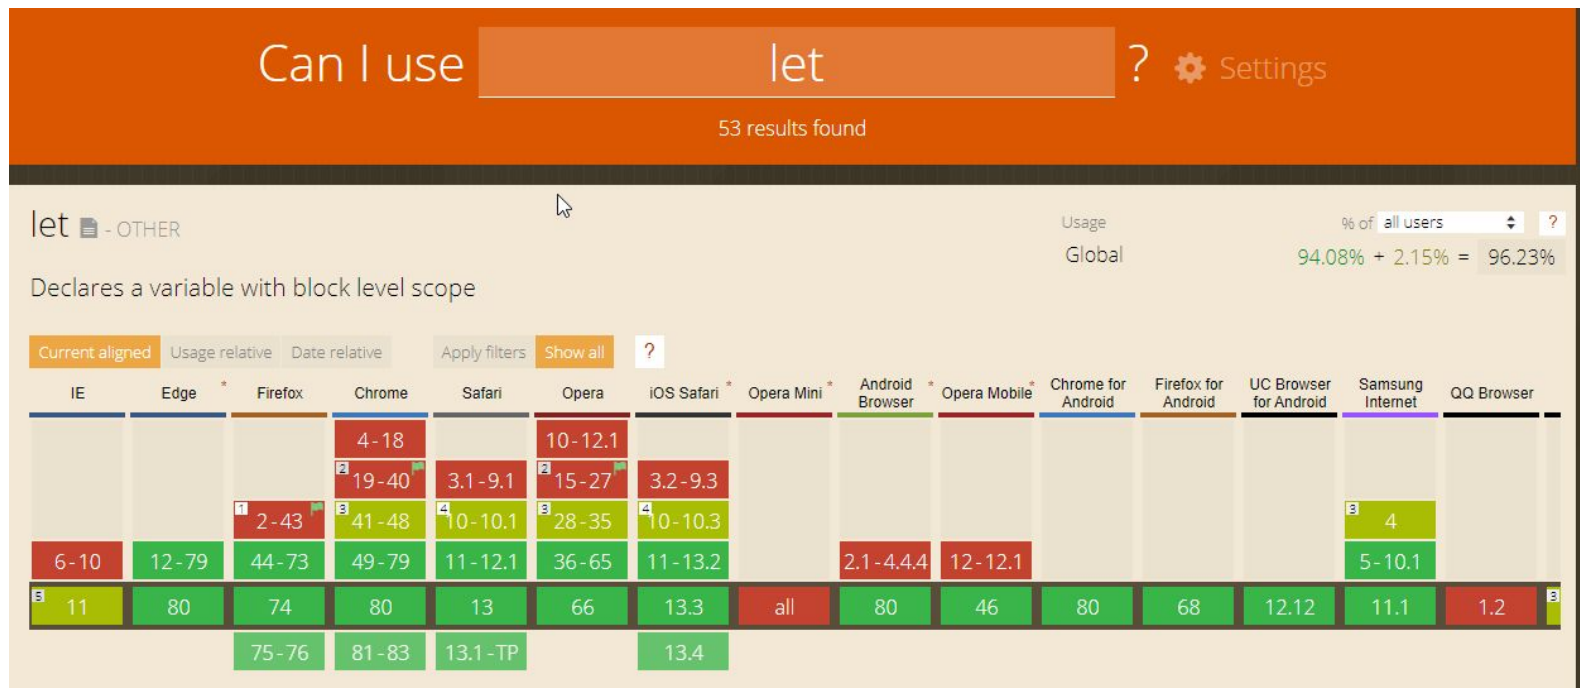 Can I use let ? Settings
53 results found
let - OTHER
Usage % of all users ?
Global 94.08% + 2.15% = 96.23%
Declares a variable with block level scope
Current aligned Usage relative Date relative Apply filters Show all ?
IE Edge * Firefox Chrome Safari Opera iOS Safari * Opera Mini * Android Browser * Opera Mobile * Chrome for Android Firefox for Android UC Browser for Android Samsung Internet QQ Browser
4-18 10-12.1
2 19-40 3.1-9.1 2 15-27 3.2-9.3
1 2-43 3 41-48 4 10-10.1 3 28-35 4 10-10.3 3 4
6-10 12-79 44-73 49-79 11-12.1 36-65 11-13.2 2.1-4.4.4 12-12.1 5-10.1
5 11 80 74 80 13 66 13.3 all 80 46 80 68 12.12 11.1 1.2 3
75-76 81-83 13.1-TP 13.4